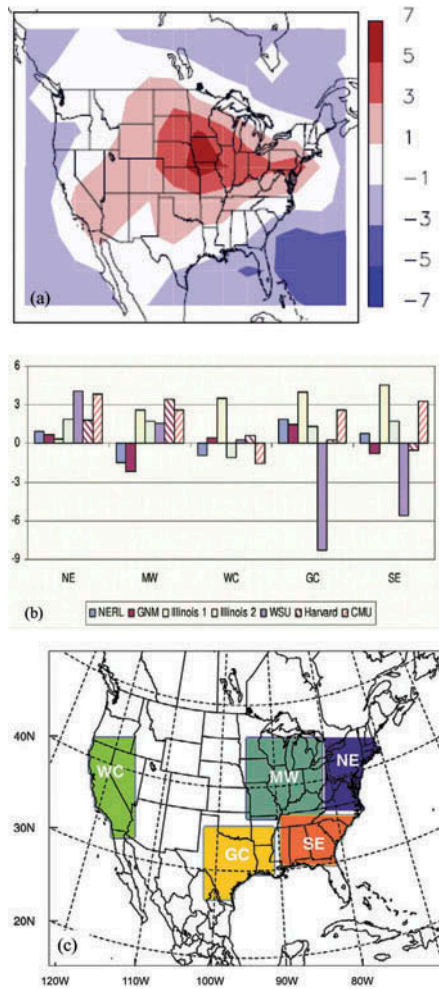 7
5
3
1
-1
-3
-5
-7
(a)
6
3
0
-3
-6
-9
NE MW WC GC SE
(b)
NERL GNM Illinois 1 Illinois 2 WSU Harvard CMU
40N
30N
20N
WC
MW
NE
GC
SE
(c)
120W 110W 100W 90W 80W